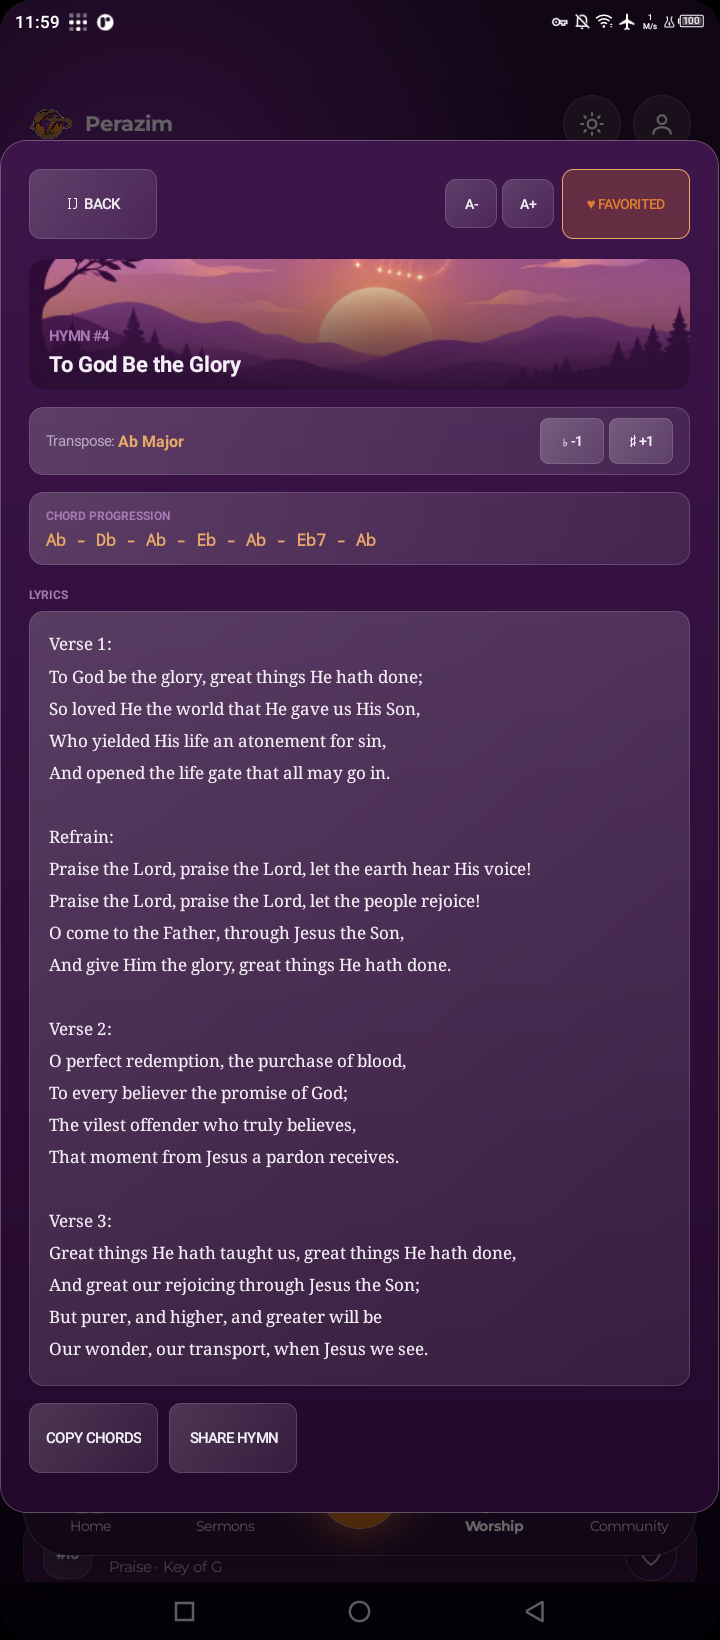 11:59
1
M/s
100
Perazim
BACK
A-
A+
♥ FAVORITED
HYMN #4
To God Be the Glory
Transpose: Ab Major
♭ -1
♯ +1
CHORD PROGRESSION
Ab - Db - Ab - Eb - Ab - Eb7 - Ab
LYRICS
Verse 1:
To God be the glory, great things He hath done;
So loved He the world that He gave us His Son,
Who yielded His life an atonement for sin,
And opened the life gate that all may go in.
Refrain:
Praise the Lord, praise the Lord, let the earth hear His voice!
Praise the Lord, praise the Lord, let the people rejoice!
O come to the Father, through Jesus the Son,
And give Him the glory, great things He hath done.
Verse 2:
O perfect redemption, the purchase of blood,
To every believer the promise of God;
The vilest offender who truly believes,
That moment from Jesus a pardon receives.
Verse 3:
Great things He hath taught us, great things He hath done,
And great our rejoicing through Jesus the Son;
But purer, and higher, and greater will be
Our wonder, our transport, when Jesus we see.
COPY CHORDS
SHARE HYMN
Home
Sermons
Worship
Community
Praise · Key of G